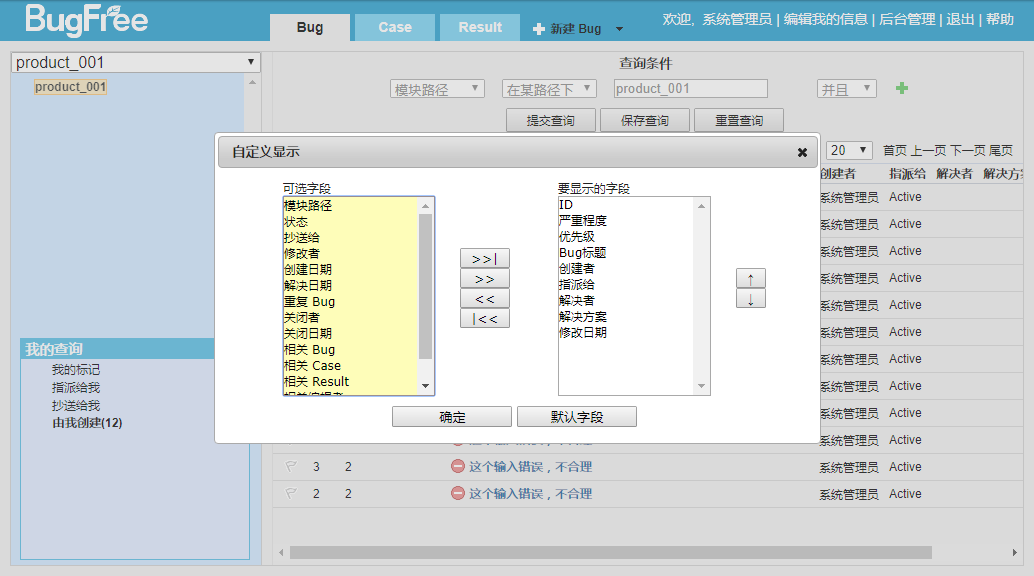 BugFree
Bug
Case
Result
新建 Bug
欢迎, 系统管理员 | 编辑我的信息 | 后台管理 | 退出 | 帮助
product_001
product_001
查询条件
模块路径
在某路径下
product_001
并且
提交查询
保存查询
重置查询
20
首页 上一页 下一页 尾页
创建者 指派给 解决者 解决方
自定义显示
可选字段
模块路径
状态
抄送给
修改者
创建日期
解决日期
重复 Bug
关闭者
关闭日期
相关 Bug
相关 Case
相关 Result
>>|
>>
<<
|<<
要显示的字段
ID
严重程度
优先级
Bug标题
创建者
指派给
解决者
解决方案
修改日期
↑
↓
确定
默认字段
系统管理员 Active
系统管理员 Active
系统管理员 Active
系统管理员 Active
系统管理员 Active
系统管理员 Active
系统管理员 Active
系统管理员 Active
系统管理员 Active
系统管理员 Active
3 2 这个输入错误，不合理 系统管理员 Active
2 2 这个输入错误，不合理 系统管理员 Active
我的查询
我的标记
指派给我
抄送给我
由我创建(12)